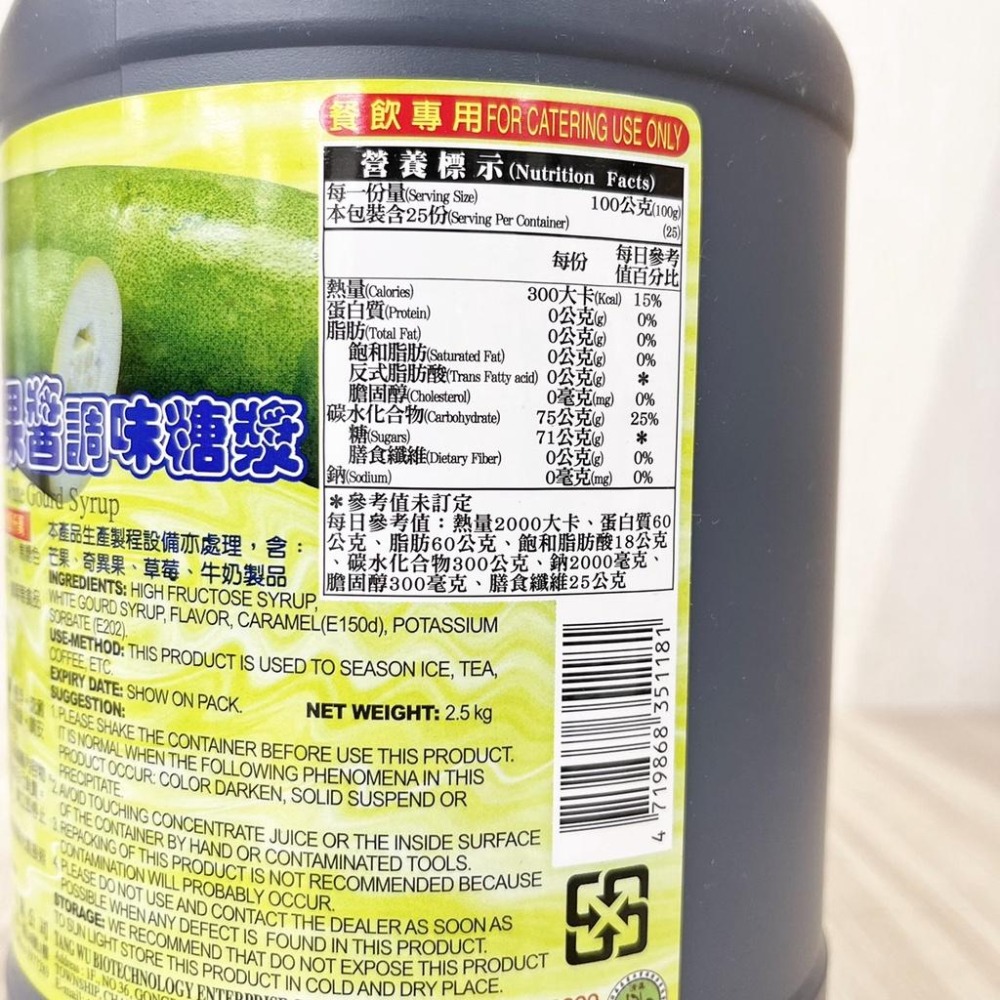 餐飲專用FOR CATERING USE ONLY
營養標示(Nutrition Facts)
每一份量(Serving Size) 100公克(100g)
本包裝含25份(Serving Per Container) (25)
每份 每日參考值百分比
熱量(Calories) 300大卡(Kcal) 15%
蛋白質(Protein) 0公克(g) 0%
脂肪(Total Fat) 0公克(g) 0%
飽和脂肪(Saturated Fat) 0公克(g) 0%
反式脂肪酸(Trans Fatty acid) 0公克(g) *
膽固醇(Cholesterol) 0毫克(mg) 0%
碳水化合物(Carbohydrate) 75公克(g) 25%
糖(Sugars) 71公克(g) *
膳食纖維(Dietary Fiber) 0公克(g) 0%
鈉(Sodium) 0毫克(mg) 0%
*參考值未訂定
每日參考值：熱量2000大卡、蛋白質60
公克、脂肪60公克、飽和脂肪酸18公克
、碳水化合物300公克、鈉2000毫克、
膽固醇300毫克、膳食纖維25公克
果醬調味糖漿
Gourd Syrup
本產品生產製程設備亦處理，含：
芒果、奇異果、草莓、牛奶製品
INGREDIENTS: HIGH FRUCTOSE SYRUP,
WHITE GOURD SYRUP, FLAVOR, CARAMEL(E150d), POTASSIUM
SORBATE (E202).
USE-METHOD: THIS PRODUCT IS USED TO SEASON ICE, TEA,
COFFEE, ETC.
EXPIRY DATE: SHOW ON PACK.
NET WEIGHT: 2.5 kg
SUGGESTION:
1.PLEASE SHAKE THE CONTAINER BEFORE USE THIS PRODUCT.
IT IS NORMAL WHEN THE FOLLOWING PHENOMENA IN THIS
PRODUCT OCCUR: COLOR DARKEN, SOLID SUSPEND OR
PRECIPITATE.
2.AVOID TOUCHING CONCENTRATE JUICE OR THE INSIDE SURFACE
OF THE CONTAINER BY HAND OR CONTAMINATED TOOLS.
3.REPACKING OF THIS PRODUCT IS NOT RECOMMENDED BECAUSE
CONTAMINATION WILL PROBABLY OCCUR.
4.PLEASE DO NOT USE AND CONTACT THE DEALER AS SOON AS
POSSIBLE WHEN ANY DEFECT IS FOUND IN THIS PRODUCT.
STORAGE: WE RECOMMEND THAT DO NOT EXPOSE THIS PRODUCT
TO SUN LIGHT STORE THIS PRODUCT IN COLD AND DRY PLACE.
WU BIOTECHNOLOGY
NO.36,
TOWNSHIP,
4 719868 351181